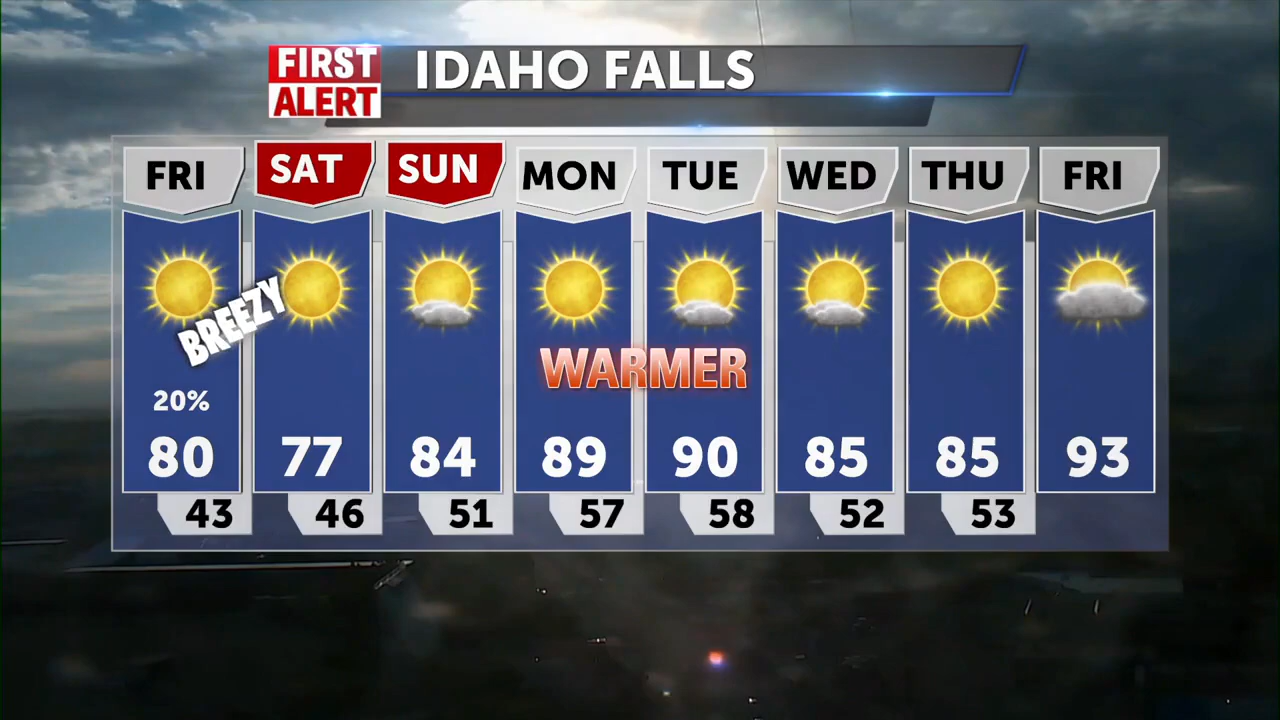 FIRST
ALERT
IDAHO FALLS
FRI SAT SUN MON TUE WED THU FRI
BREEZY
WARMER
20%
80 77 84 89 90 85 85 93
43 46 51 57 58 52 53